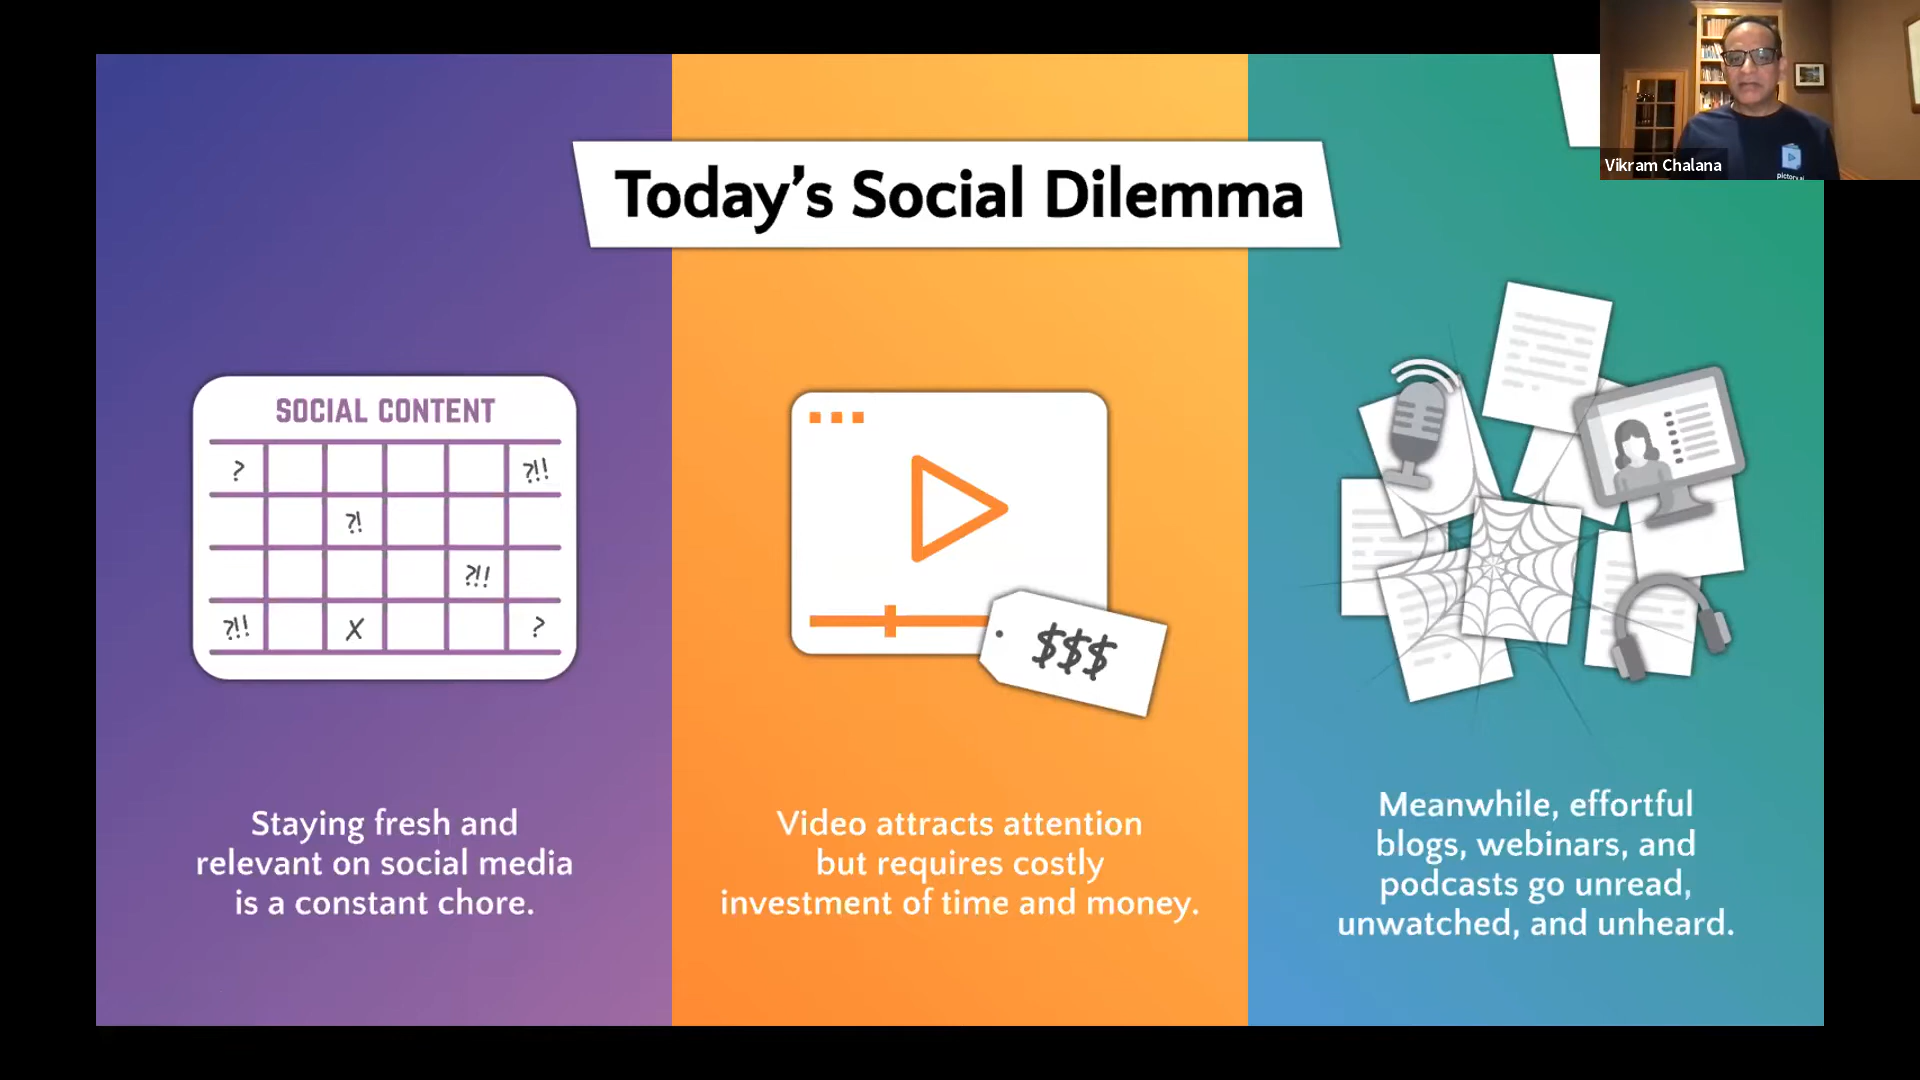 Today's Social Dilemma
Vikram Chalana
pictory.ai
SOCIAL CONTENT
? ?!!
?!
?!!
?!! X ?
$$$
Staying fresh and
relevant on social media
is a constant chore.
Video attracts attention
but requires costly
investment of time and money.
Meanwhile, effortful
blogs, webinars, and
podcasts go unread,
unwatched, and unheard.